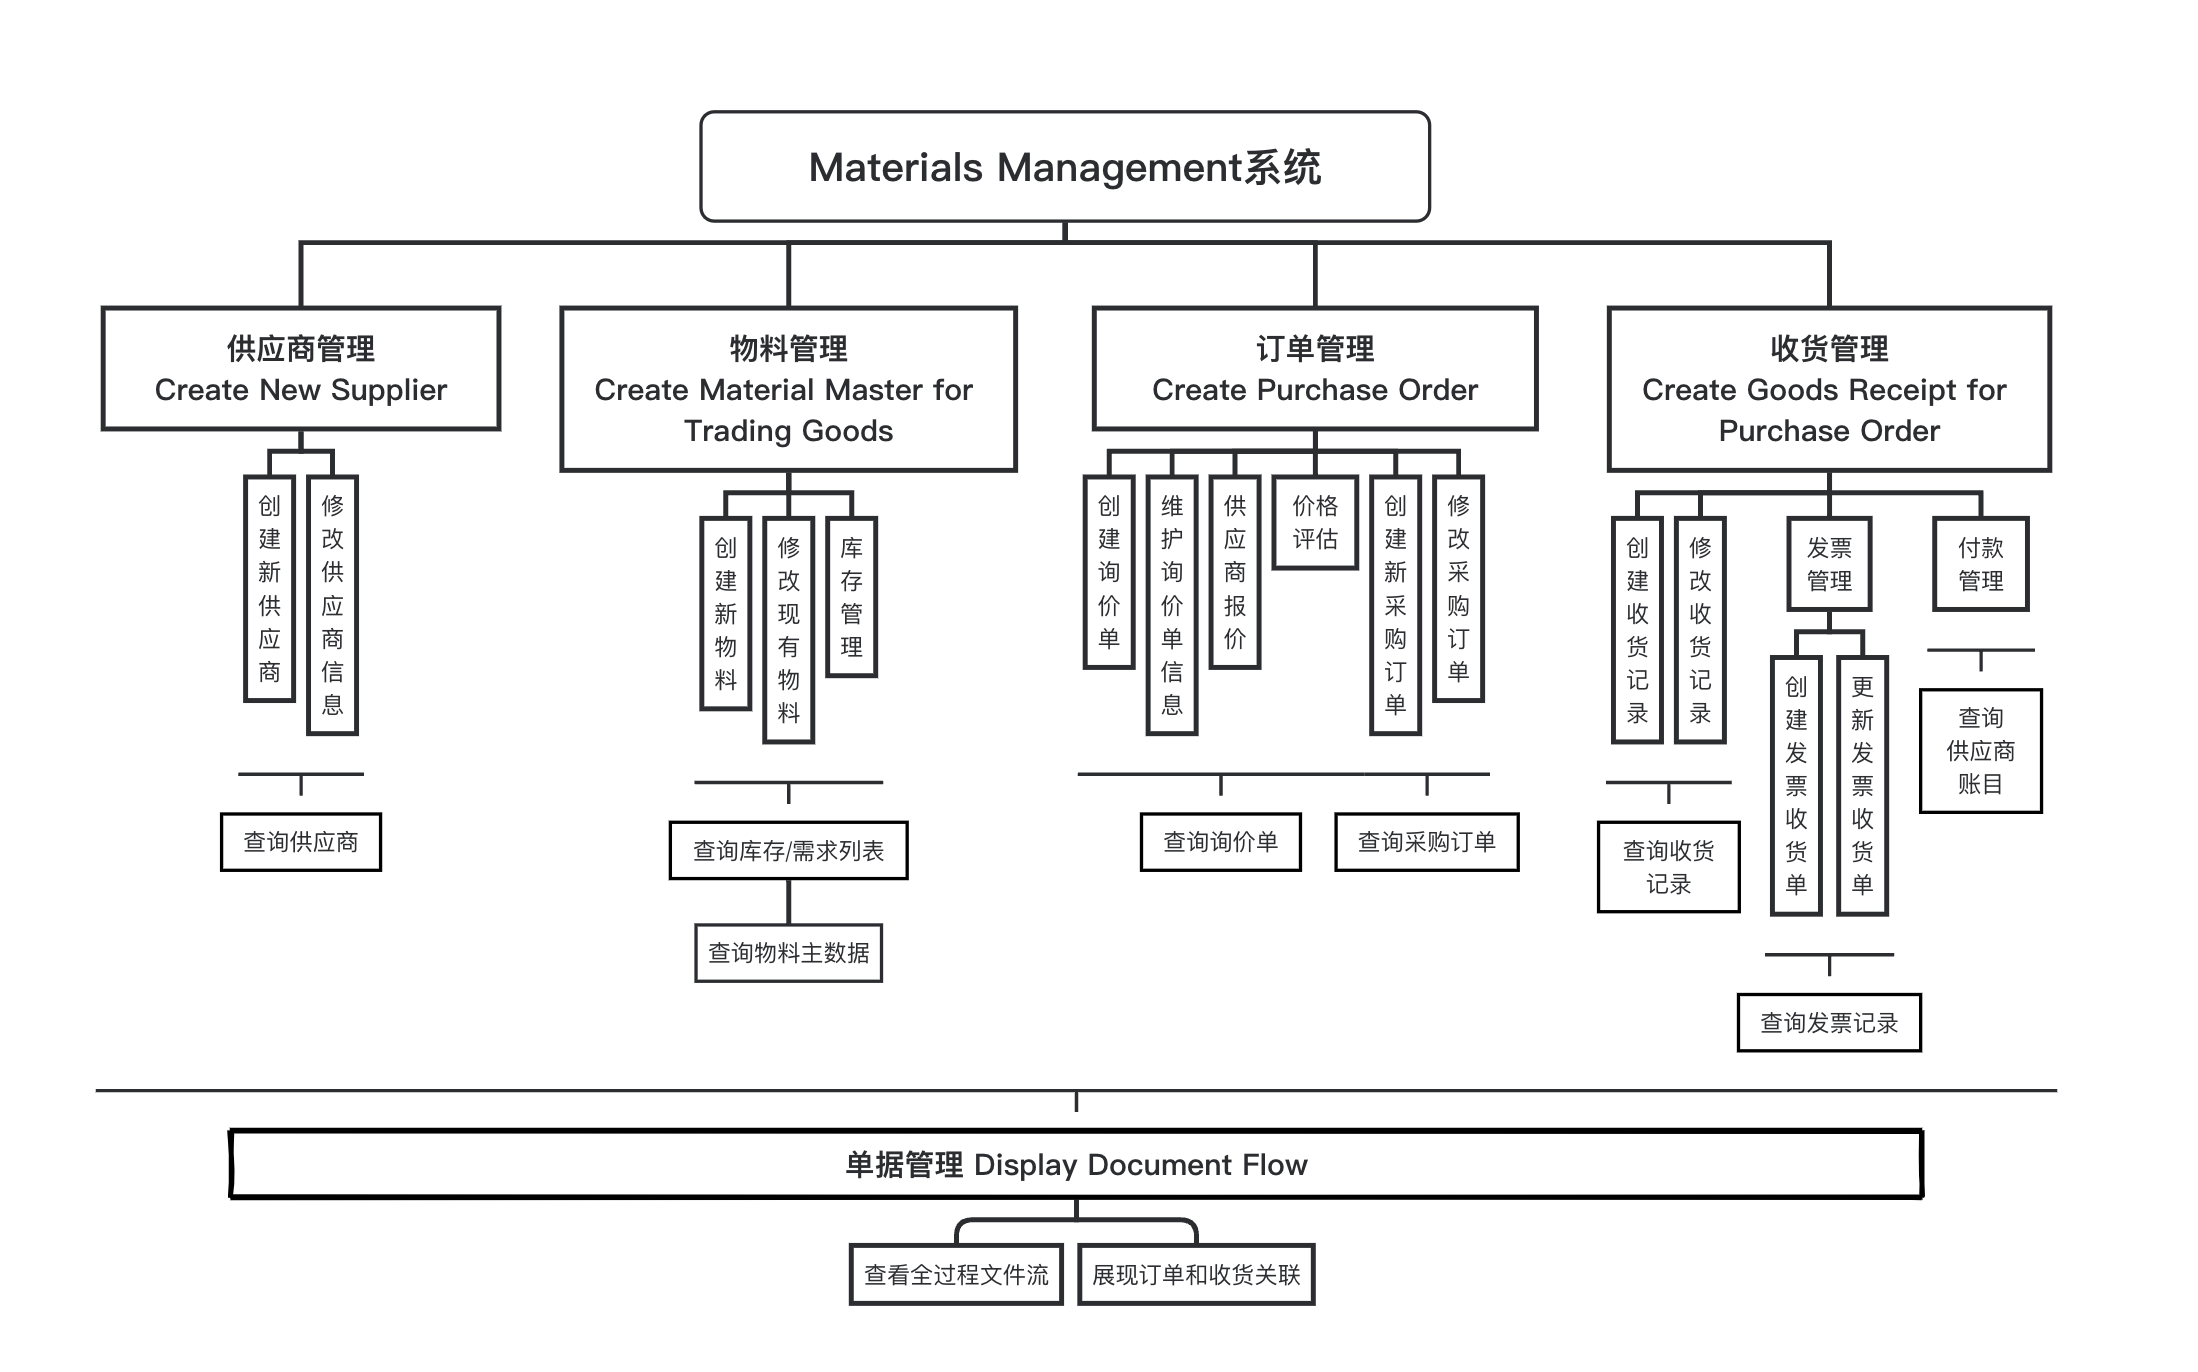 Materials Management系统
供应商管理
Create New Supplier
创建新供应商
修改供应商信息
查询供应商
物料管理
Create Material Master for
Trading Goods
创建新物料
修改现有物料
库存管理
查询库存/需求列表
查询物料主数据
订单管理
Create Purchase Order
创建询价单
维护询价单信息
供应商报价
价格
评估
创建新采购订单
修改采购订单
查询询价单
查询采购订单
收货管理
Create Goods Receipt for
Purchase Order
创建收货记录
修改收货记录
查询收货
记录
发票
管理
创建发票收货单
更新发票收货单
查询发票记录
付款
管理
查询
供应商
账目
单据管理 Display Document Flow
查看全过程文件流
展现订单和收货关联